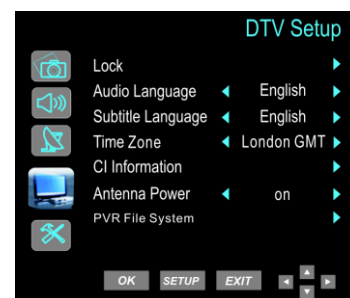 DTV Setup
Lock
Audio Language English
Subtitle Language English
Time Zone London GMT
CI Information
Antenna Power on
PVR File System
OK SETUP EXIT